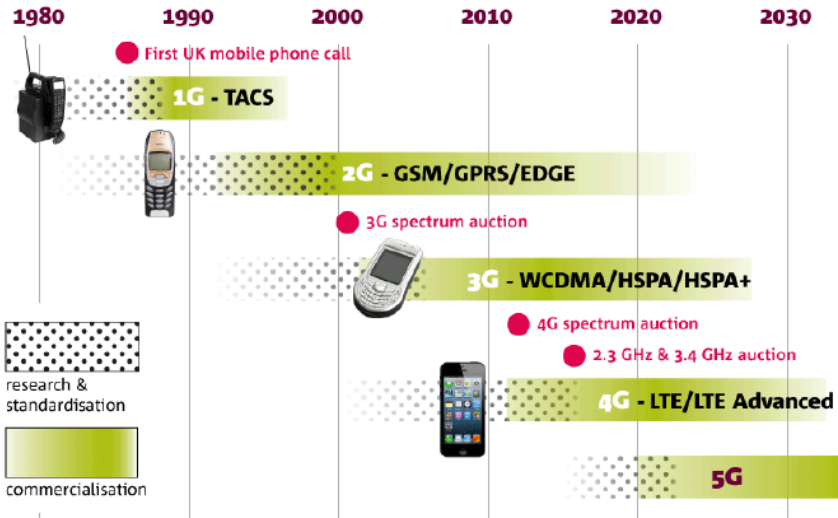 1980 1990 2000 2010 2020 2030
First UK mobile phone call
1G - TACS
2G - GSM/GPRS/EDGE
3G spectrum auction
3G - WCDMA/HSPA/HSPA+
4G spectrum auction
2.3 GHz & 3.4 GHz auction
4G - LTE/LTE Advanced
5G
research &
standardisation
commercialisation